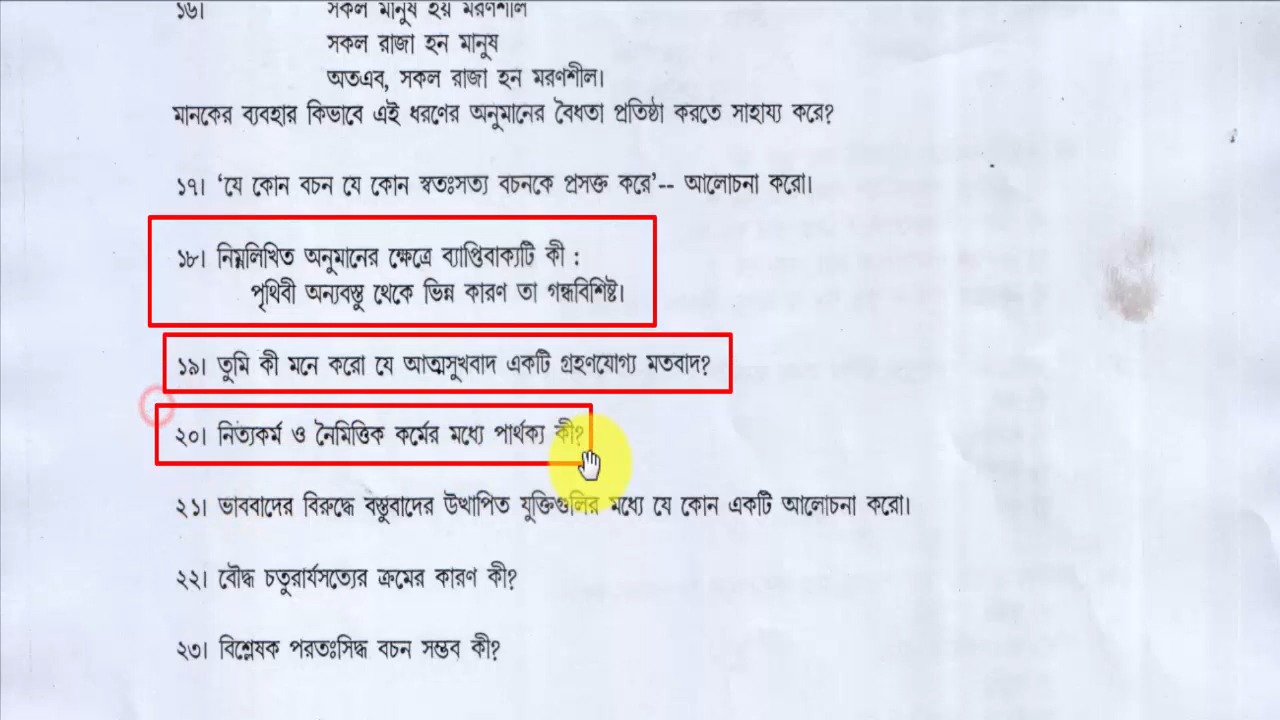 ১৬। সকল মানুষ হয় মরণশীল
সকল রাজা হন মানুষ
অতএব, সকল রাজা হন মরণশীল।
মানকের ব্যবহার কিভাবে এই ধরণের অনুমানের বৈধতা প্রতিষ্ঠা করতে সাহায্য করে?
১৭। ‘যে কোন বচন যে কোন স্বতঃসত্য বচনকে প্রসক্ত করে’-- আলোচনা করো।
১৮। নিম্নলিখিত অনুমানের ক্ষেত্রে ব্যাপ্তিবাক্যটি কী :
পৃথিবী অন্যবস্তু থেকে ভিন্ন কারণ তা গন্ধবিশিষ্ট।
১৯। তুমি কী মনে করো যে আত্মসুখবাদ একটি গ্রহণযোগ্য মতবাদ?
২০। নিত্যকর্ম ও নৈমিত্তিক কর্মের মধ্যে পার্থক্য কী?
২১। ভাববাদের বিরুদ্ধে বস্তুবাদের উত্থাপিত যুক্তিগুলির মধ্যে যে কোন একটি আলোচনা করো।
২২। বৌদ্ধ চতুরার্যসত্যের ক্রমের কারণ কী?
২৩। বিশ্লেষক পরতঃসিদ্ধ বচন সম্ভব কী?